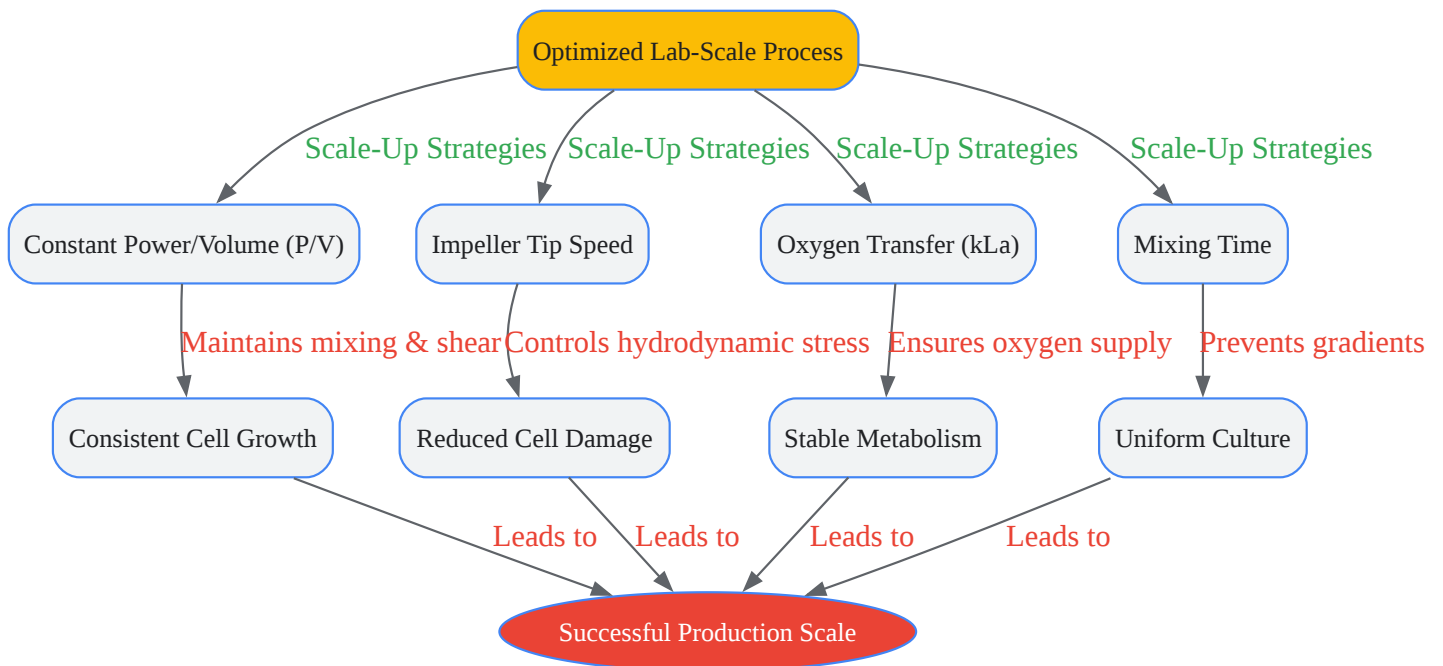 Optimized Lab-Scale Process
Scale-Up Strategies
Scale-Up Strategies
Scale-Up Strategies
Scale-Up Strategies
Constant Power/Volume (P/V)
Impeller Tip Speed
Oxygen Transfer (kLa)
Mixing Time
Maintains mixing & shear
Controls hydrodynamic stress
Ensures oxygen supply
Prevents gradients
Consistent Cell Growth
Reduced Cell Damage
Stable Metabolism
Uniform Culture
Leads to
Leads to
Leads to
Leads to
Successful Production Scale